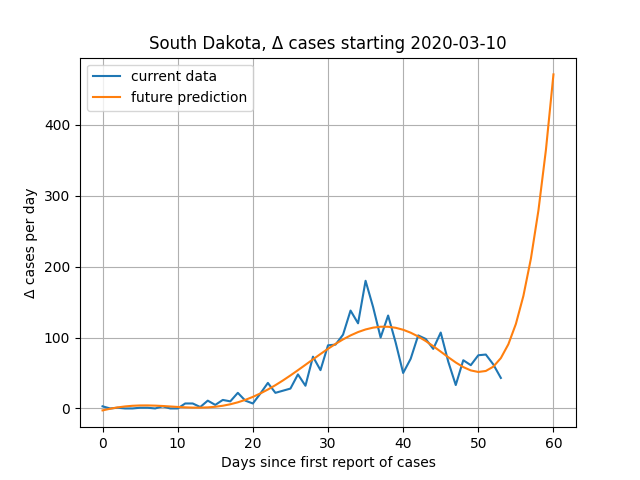 South Dakota, Δ cases starting 2020-03-10
current data
future prediction
Δ cases per day
400
300
200
100
0
0 10 20 30 40 50 60
Days since first report of cases